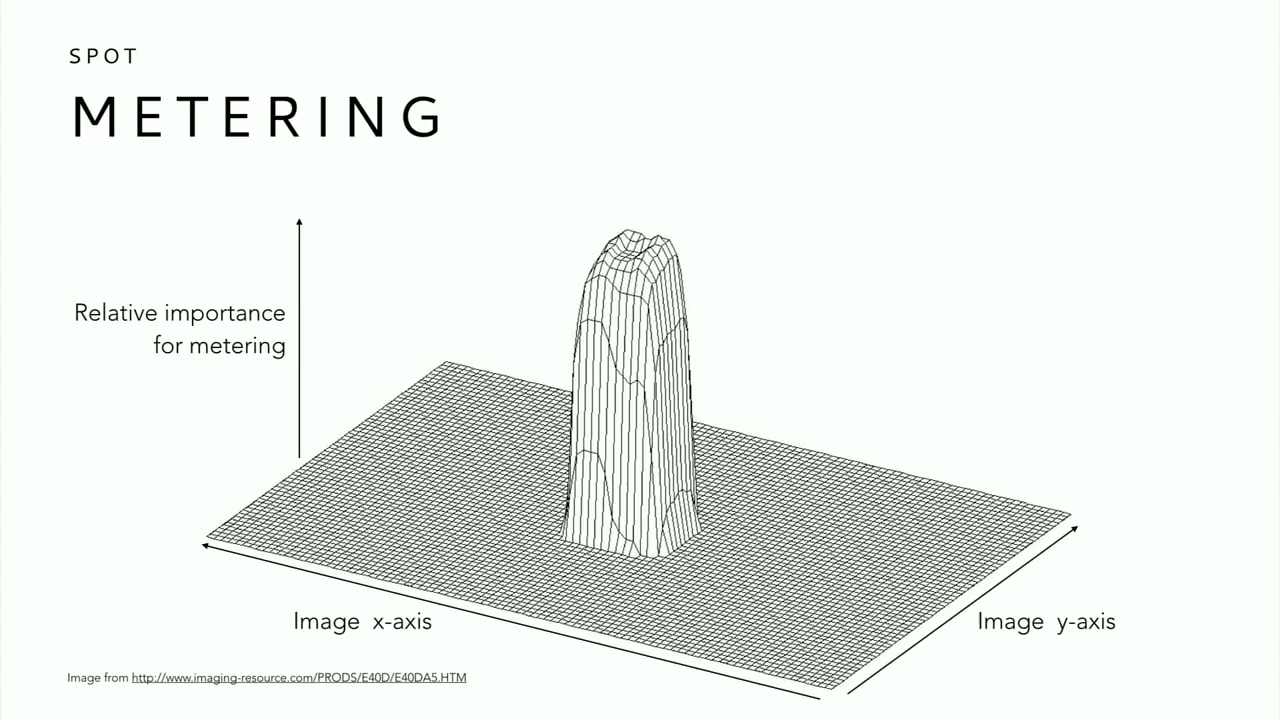 SPOT
METERING
Relative importance
for metering
Image x-axis
Image y-axis
Image from http://www.imaging-resource.com/PRODS/E40D/E40DA5.HTM